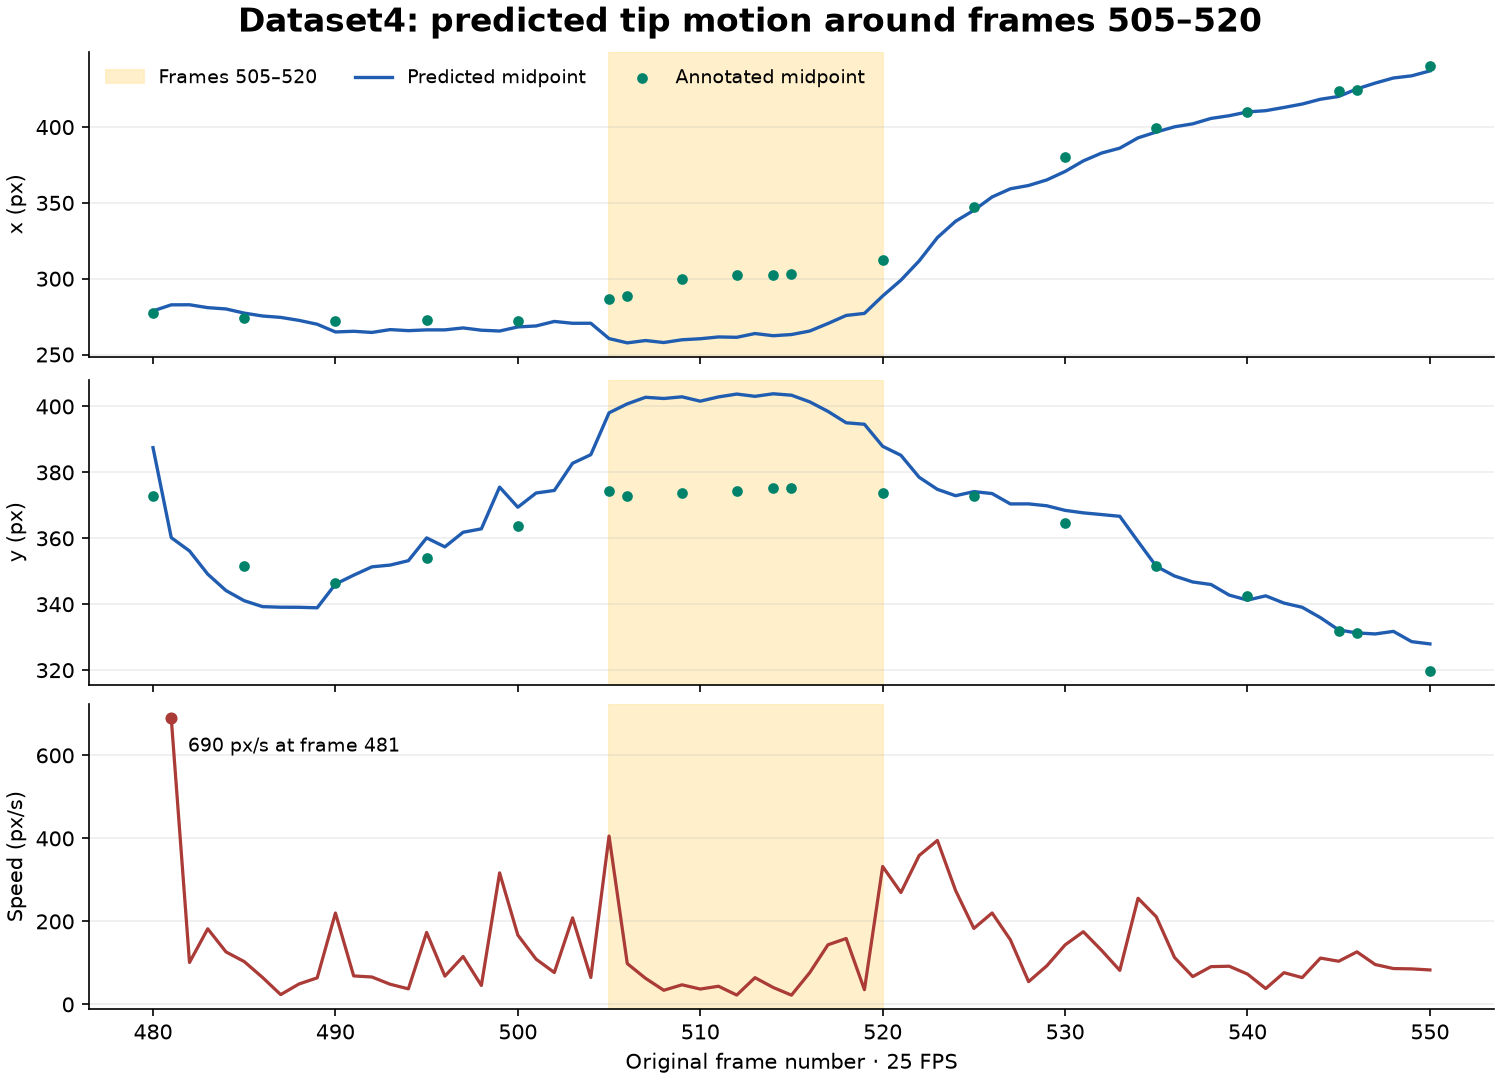 Dataset4: predicted tip motion around frames 505–520
Frames 505–520 Predicted midpoint Annotated midpoint
x (px)
400
350
300
250
y (px)
400
380
360
340
320
690 px/s at frame 481
Speed (px/s)
600
400
200
0
480 490 500 510 520 530 540 550
Original frame number · 25 FPS